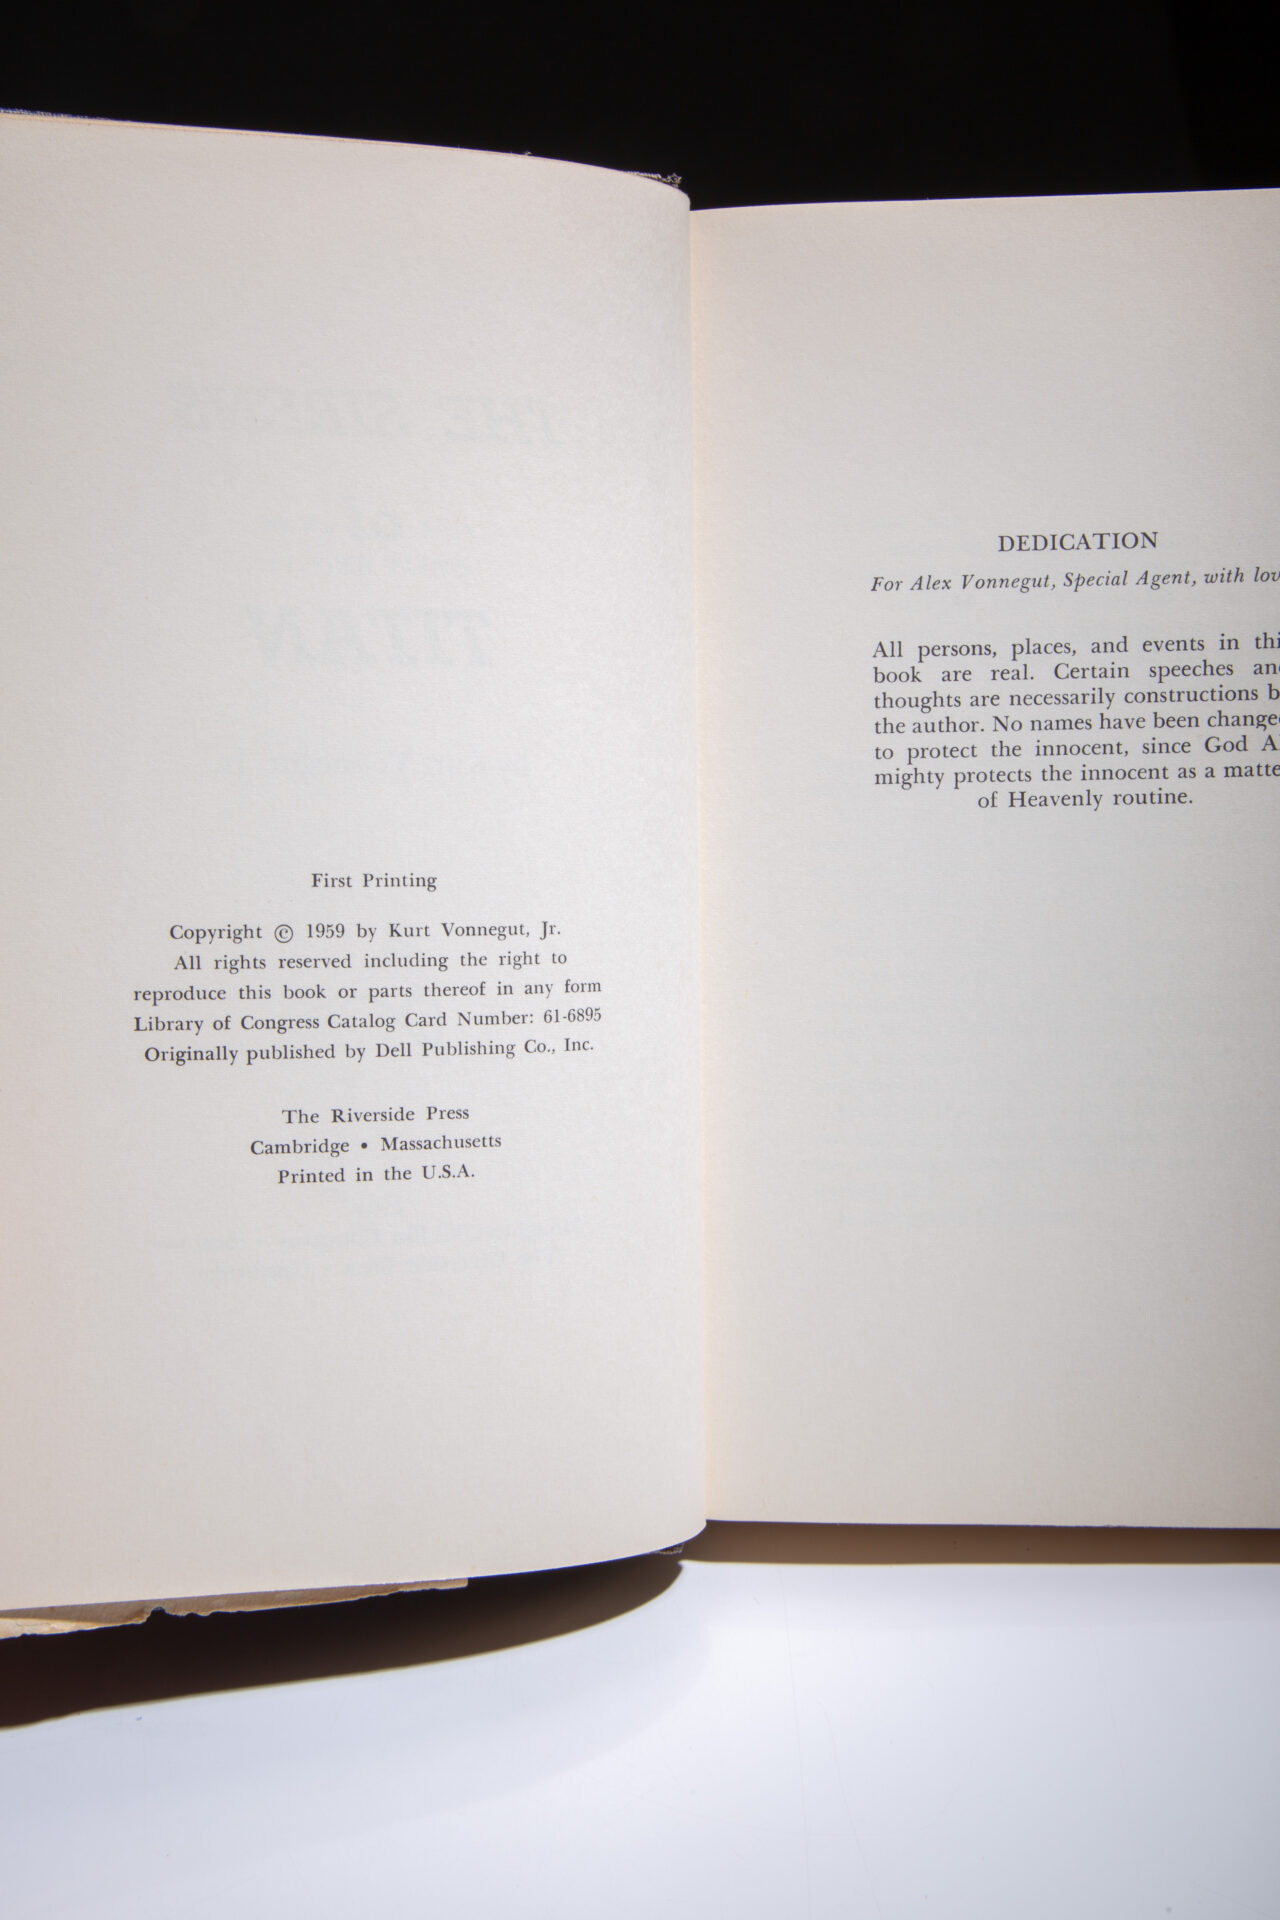 First Printing
Copyright © 1959 by Kurt Vonnegut, Jr.
All rights reserved including the right to
reproduce this book or parts thereof in any form
Library of Congress Catalog Card Number: 61-6895
Originally published by Dell Publishing Co., Inc.
The Riverside Press
Cambridge • Massachusetts
Printed in the U.S.A.
DEDICATION
For Alex Vonnegut, Special Agent, with
All persons, places, and events in
book are real. Certain speeches
thoughts are necessarily constructions
the author. No names have been
to protect the innocent, since God
mighty protects the innocent as a
of Heavenly routine.